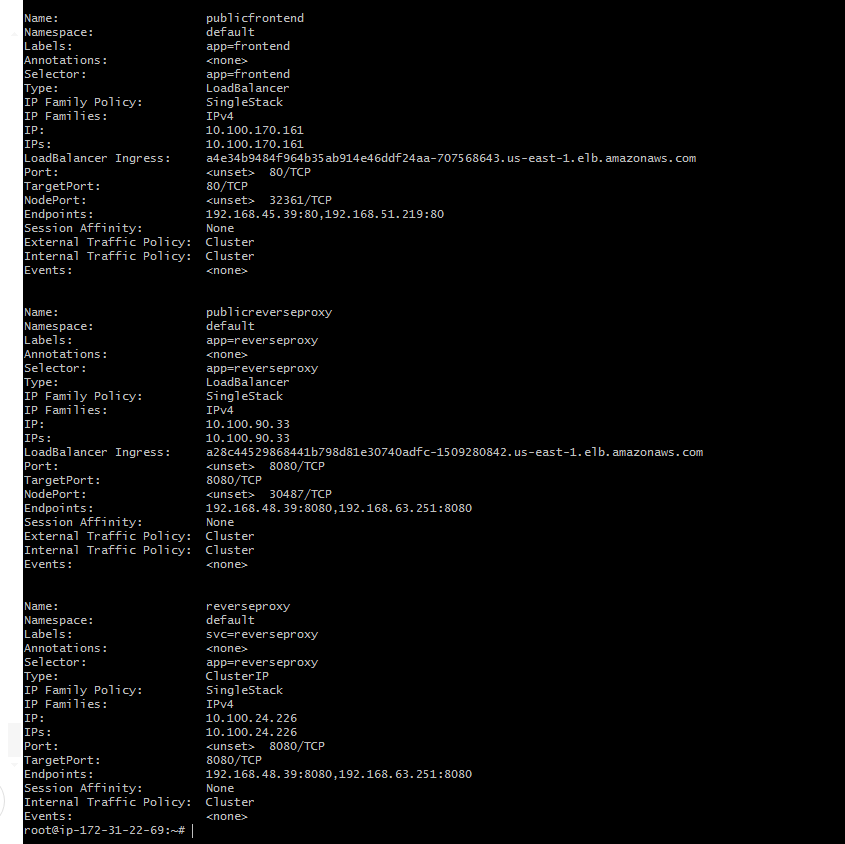 Name: publicfrontend
Namespace: default
Labels: app=frontend
Annotations: <none>
Selector: app=frontend
Type: LoadBalancer
IP Family Policy: SingleStack
IP Families: IPv4
IP: 10.100.170.161
IPs: 10.100.170.161
LoadBalancer Ingress: a4e34b9484f964b35ab914e46ddf24aa-707568643.us-east-1.elb.amazonaws.com
Port: <unset> 80/TCP
TargetPort: 80/TCP
NodePort: <unset> 32361/TCP
Endpoints: 192.168.45.39:80,192.168.51.219:80
Session Affinity: None
External Traffic Policy: Cluster
Internal Traffic Policy: Cluster
Events: <none>

Name: publicreverseproxy
Namespace: default
Labels: app=reverseproxy
Annotations: <none>
Selector: app=reverseproxy
Type: LoadBalancer
IP Family Policy: SingleStack
IP Families: IPv4
IP: 10.100.90.33
IPs: 10.100.90.33
LoadBalancer Ingress: a28c44529868441b798d81e30740adfc-1509280842.us-east-1.elb.amazonaws.com
Port: <unset> 8080/TCP
TargetPort: 8080/TCP
NodePort: <unset> 30487/TCP
Endpoints: 192.168.48.39:8080,192.168.63.251:8080
Session Affinity: None
External Traffic Policy: Cluster
Internal Traffic Policy: Cluster
Events: <none>

Name: reverseproxy
Namespace: default
Labels: svc=reverseproxy
Annotations: <none>
Selector: app=reverseproxy
Type: ClusterIP
IP Family Policy: SingleStack
IP Families: IPv4
IP: 10.100.24.226
IPs: 10.100.24.226
Port: <unset> 8080/TCP
TargetPort: 8080/TCP
Endpoints: 192.168.48.39:8080,192.168.63.251:8080
Session Affinity: None
Internal Traffic Policy: Cluster
Events: <none>
root@ip-172-31-22-69:~#